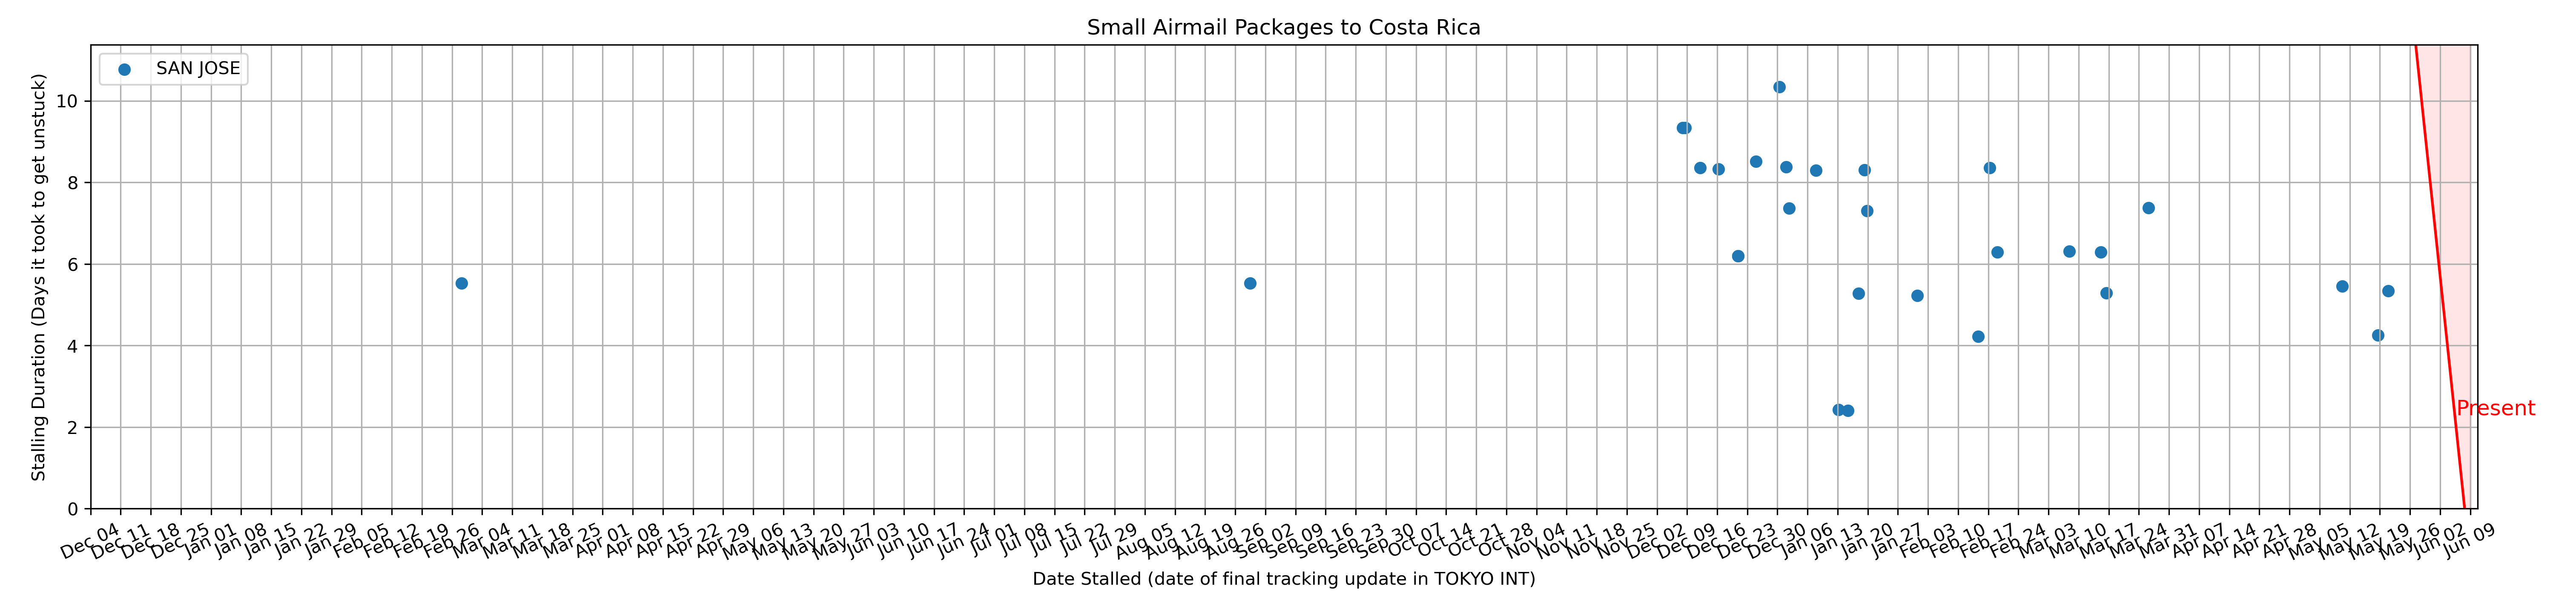 Small Airmail Packages to Costa Rica
SAN JOSE
Stalling Duration (Days it took to get unstuck)
10
8
6
4
2
0
Present
Dec 04
Dec 11
Dec 18
Dec 25
Jan 01
Jan 08
Jan 15
Jan 22
Jan 29
Feb 05
Feb 12
Feb 19
Feb 26
Mar 04
Mar 11
Mar 18
Mar 25
Apr 01
Apr 08
Apr 15
Apr 22
Apr 29
May 06
May 13
May 20
May 27
Jun 03
Jun 10
Jun 17
Jun 24
Jul 01
Jul 08
Jul 15
Jul 22
Jul 29
Aug 05
Aug 12
Aug 19
Aug 26
Sep 02
Sep 09
Sep 16
Sep 23
Sep 30
Oct 07
Oct 14
Oct 21
Oct 28
Nov 04
Nov 11
Nov 18
Nov 25
Dec 02
Dec 09
Dec 16
Dec 23
Dec 30
Jan 06
Jan 13
Jan 20
Jan 27
Feb 03
Feb 10
Feb 17
Feb 24
Mar 03
Mar 10
Mar 17
Mar 24
Mar 31
Apr 07
Apr 14
Apr 21
Apr 28
May 05
May 12
May 19
May 26
Jun 02
Jun 09
Date Stalled (date of final tracking update in TOKYO INT)